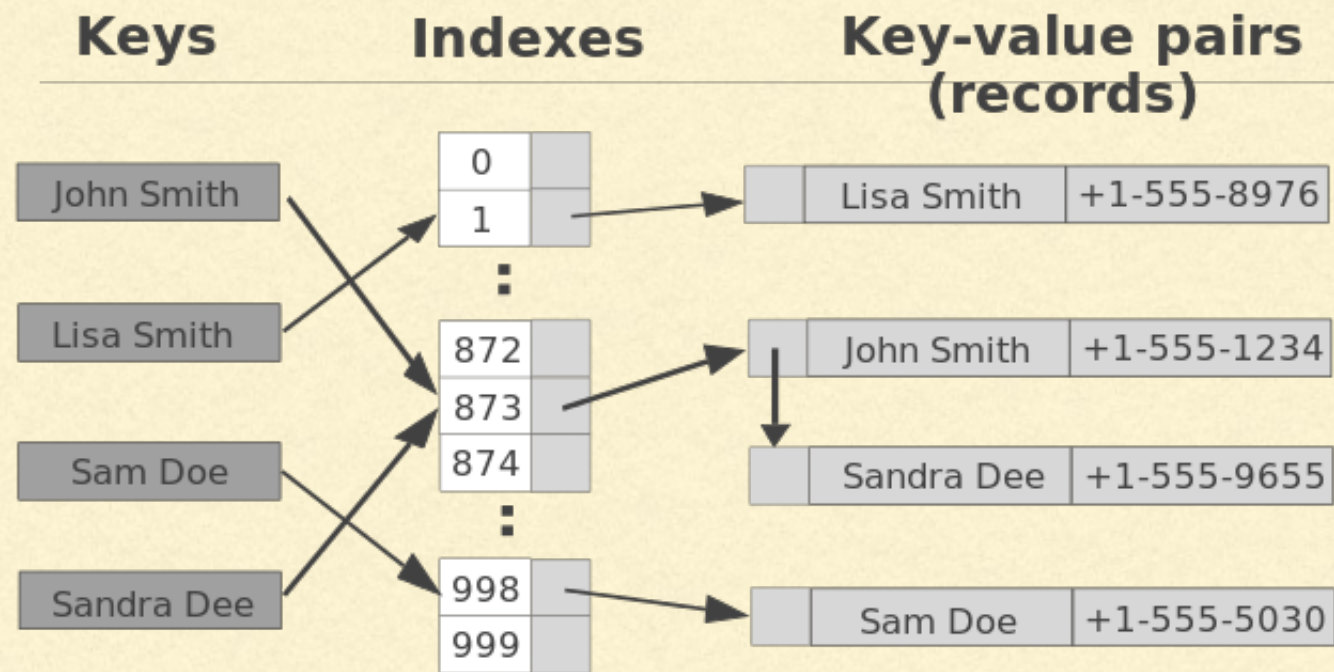 Keys
Indexes
Key-value pairs
(records)
John Smith
Lisa Smith
Sam Doe
Sandra Dee
0
1
:
872
873
874
:
998
999
Lisa Smith +1-555-8976
John Smith +1-555-1234
Sandra Dee +1-555-9655
Sam Doe +1-555-5030